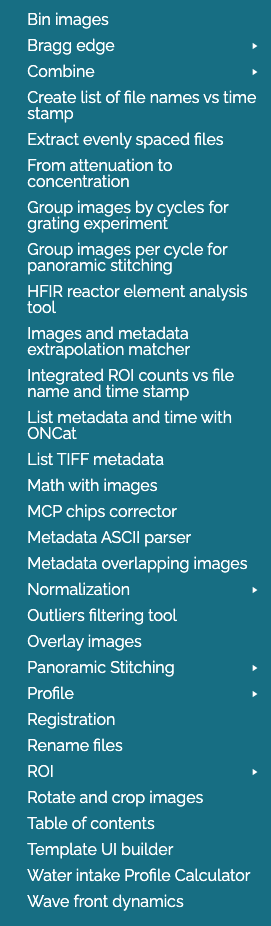 Bin images
Bragg edge
Combine
Create list of file names vs time
stamp
Extract evenly spaced files
From attenuation to
concentration
Group images by cycles for
grating experiment
Group images per cycle for
panoramic stitching
HFIR reactor element analysis
tool
Images and metadata
extrapolation matcher
Integrated ROI counts vs file
name and time stamp
List metadata and time with
ONCat
List TIFF metadata
Math with images
MCP chips corrector
Metadata ASCII parser
Metadata overlapping images
Normalization
Outliers filtering tool
Overlay images
Panoramic Stitching
Profile
Registration
Rename files
ROI
Rotate and crop images
Table of contents
Template UI builder
Water intake Profile Calculator
Wave front dynamics